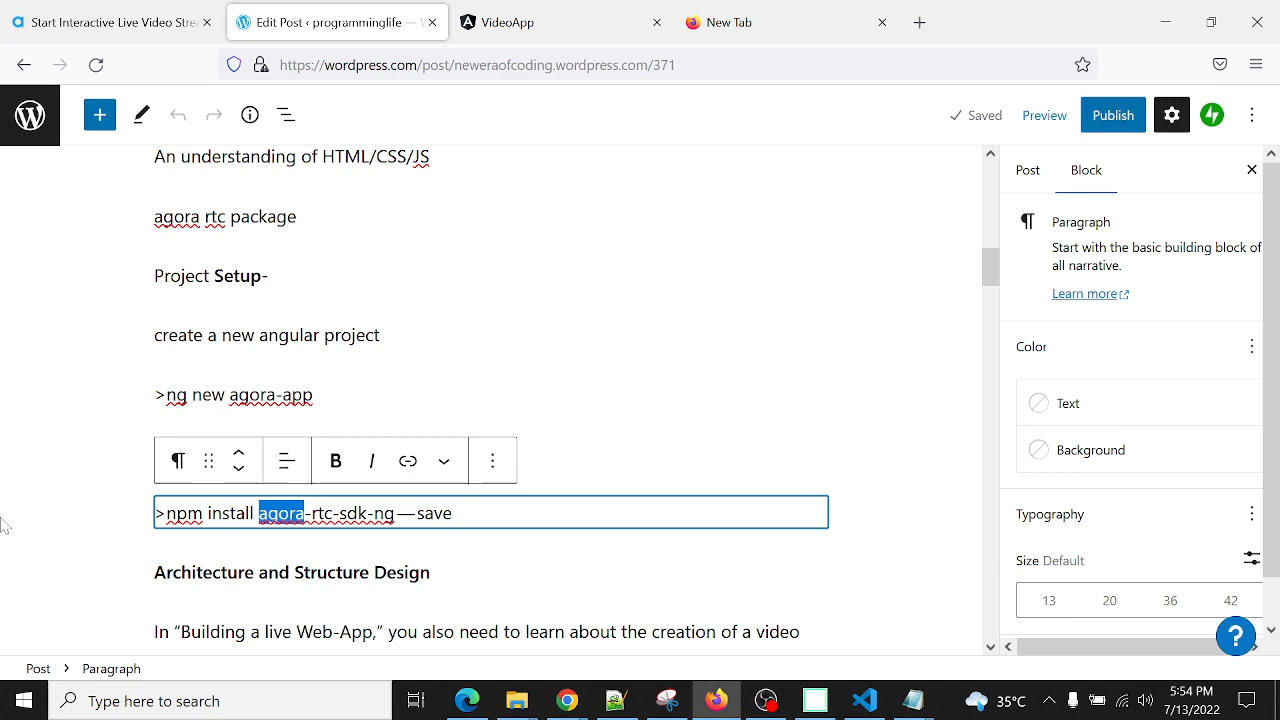 Start Interactive Live Video Stre
Edit Post ‹ programminglife — W
VideoApp
New Tab
https://wordpress.com/post/neweraofcoding.wordpress.com/371
Saved
Preview
Publish
An understanding of HTML/CSS/JS
agora rtc package
Project Setup-
create a new angular project
>ng new agora-app
B I
>npm install agora-rtc-sdk-ng—save
Architecture and Structure Design
In “Building a live Web-App,” you also need to learn about the creation of a video
Post Block
Paragraph
Start with the basic building block of
all narrative.
Learn more
Color
Text
Background
Typography
Size Default
13 20 36 42
?
Post > Paragraph
Type here to search
35°C
5:54 PM
7/13/2022